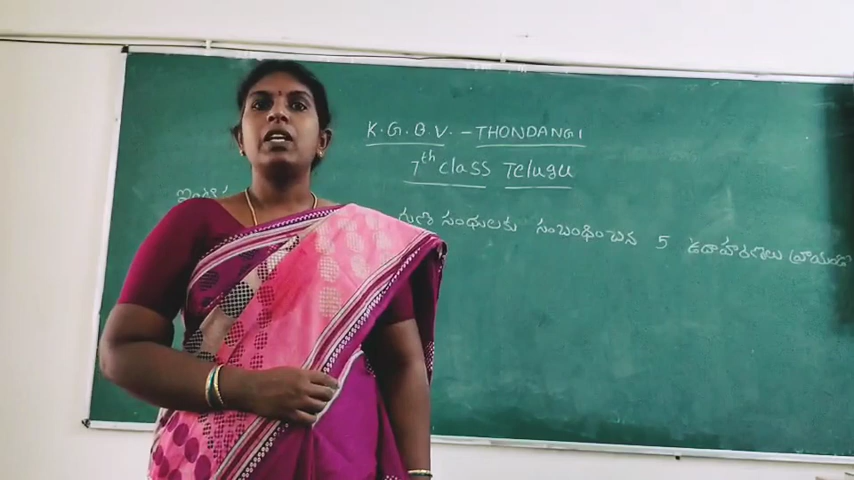 K.G.B.V. - THONDANGI
7th Class Telugu
గుణ సంధులకు సంబంధించిన 5 ఉదాహరణలు వ్రాయండి